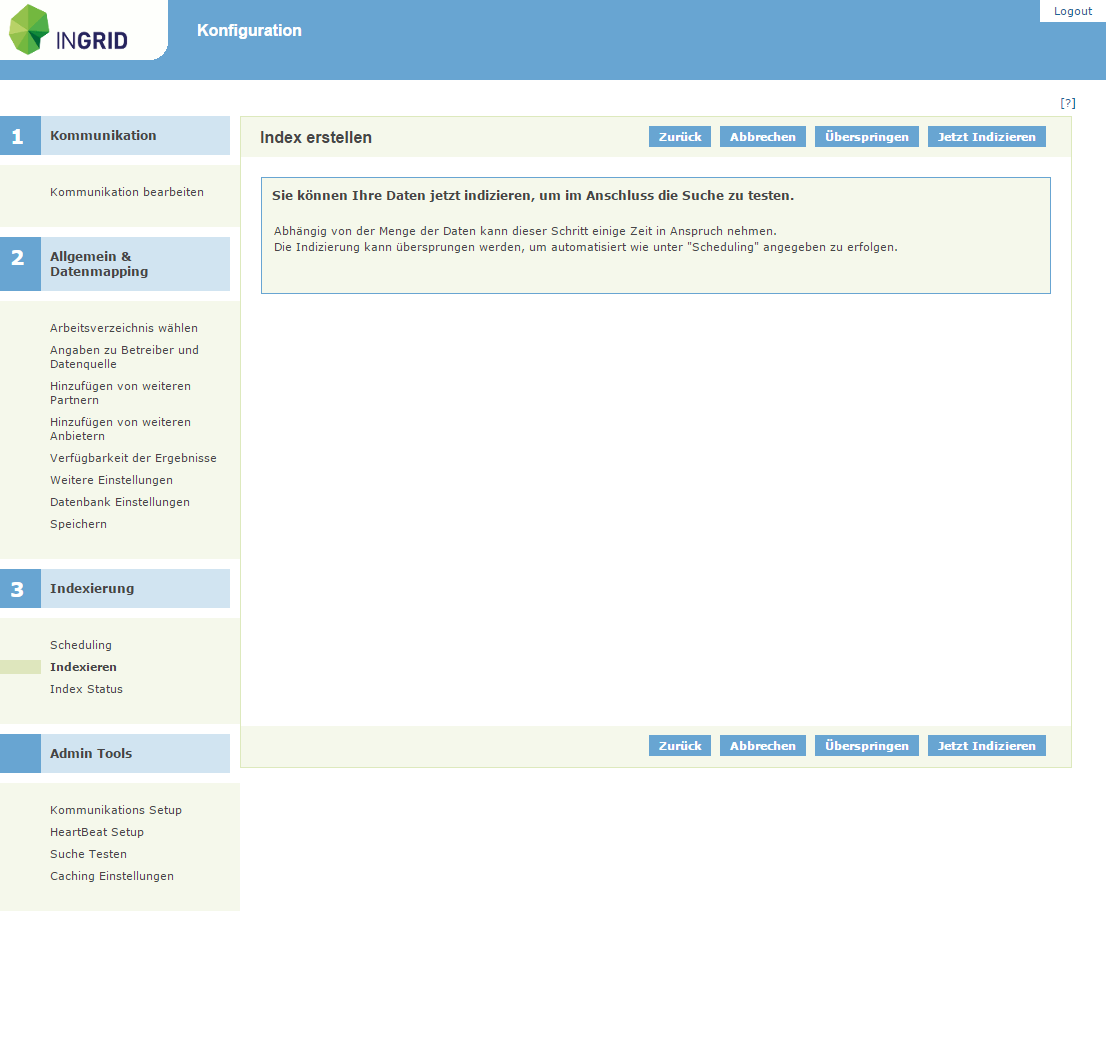 INGRID
Konfiguration
Logout
[?]
1 Kommunikation
Kommunikation bearbeiten
2 Allgemein &
Datenmapping
Arbeitsverzeichnis wählen
Angaben zu Betreiber und
Datenquelle
Hinzufügen von weiteren
Partnern
Hinzufügen von weiteren
Anbietern
Verfügbarkeit der Ergebnisse
Weitere Einstellungen
Datenbank Einstellungen
Speichern
3 Indexierung
Scheduling
Indexieren
Index Status
Admin Tools
Kommunikations Setup
HeartBeat Setup
Suche Testen
Caching Einstellungen
Index erstellen
Zurück Abbrechen Überspringen Jetzt Indizieren
Sie können Ihre Daten jetzt indizieren, um im Anschluss die Suche zu testen.
Abhängig von der Menge der Daten kann dieser Schritt einige Zeit in Anspruch nehmen.
Die Indizierung kann übersprungen werden, um automatisiert wie unter "Scheduling" angegeben zu erfolgen.
Zurück Abbrechen Überspringen Jetzt Indizieren